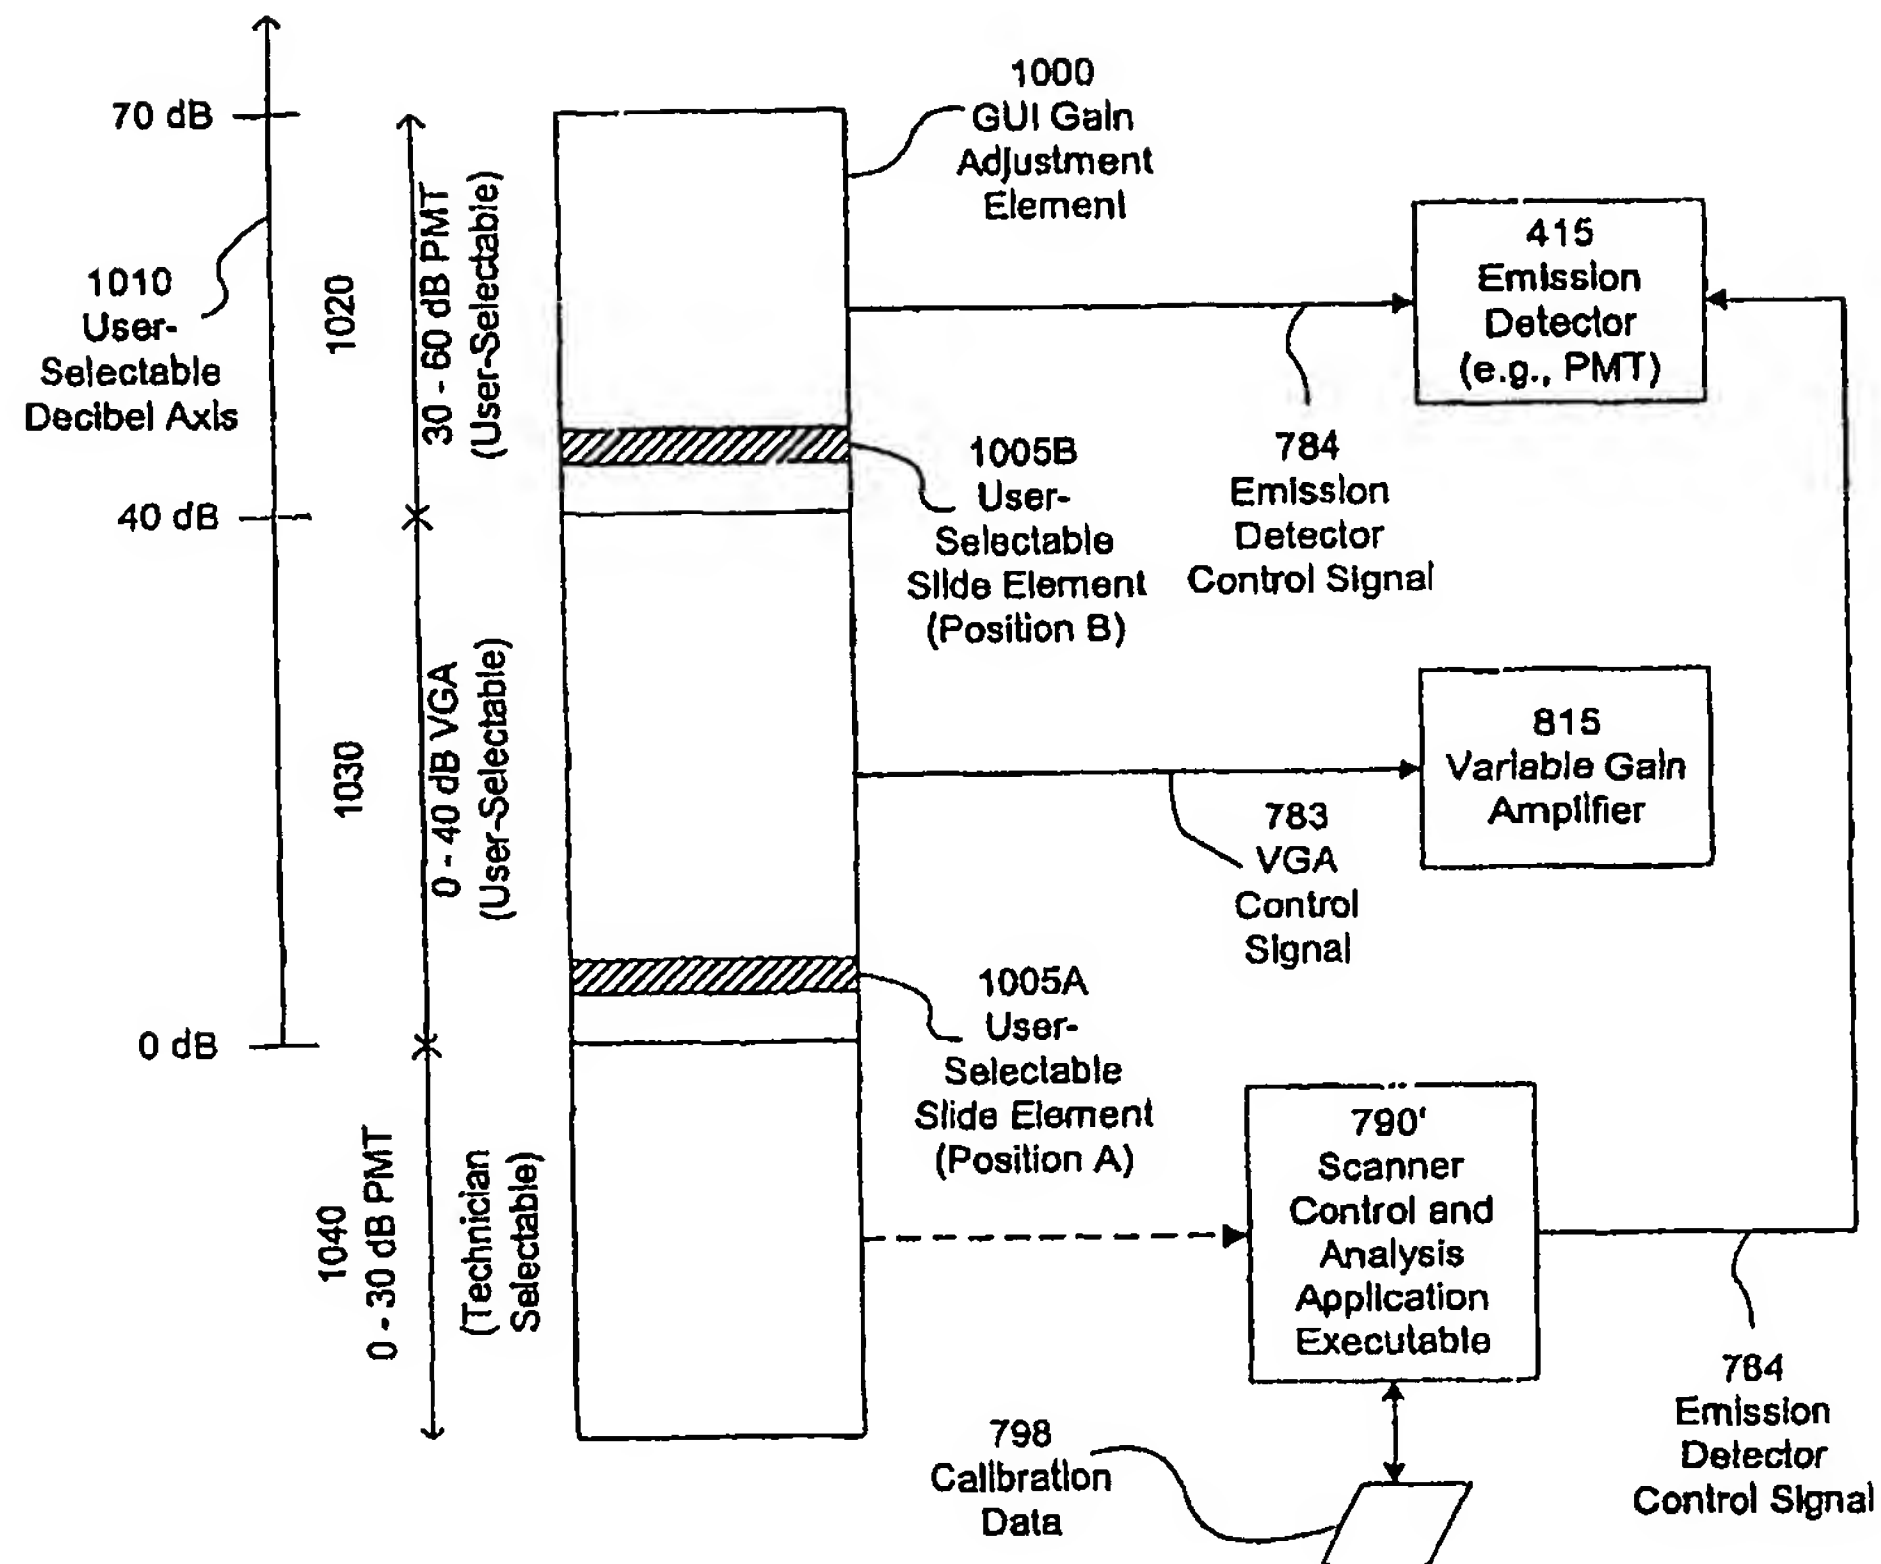 70 dB
40 dB
0 dB
1010
User-
Selectable
Decibel Axis
1020
30 - 60 dB PMT
(User-Selectable)
1030
0 - 40 dB VGA
(User-Selectable)
1040
0 - 30 dB PMT
(Technician
Selectable)
1000
GUI Gain
Adjustment
Element
1005B
User-
Selectable
Slide Element
(Position B)
1005A
User-
Selectable
Slide Element
(Position A)
415
Emission
Detector
(e.g., PMT)
784
Emission
Detector
Control Signal
815
Variable Gain
Amplifier
783
VGA
Control
Signal
790'
Scanner
Control and
Analysis
Application
Executable
784
Emission
Detector
Control Signal
798
Calibration
Data